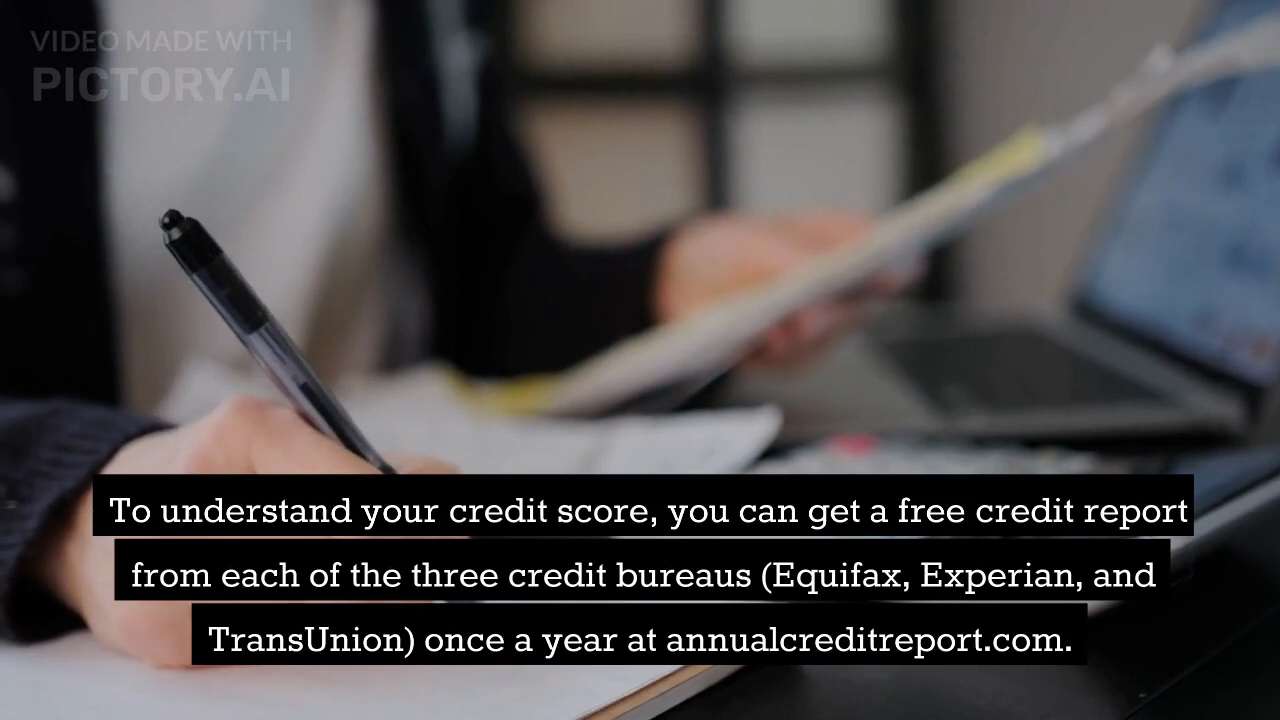 VIDEO MADE WITH
PICTORY.AI
To understand your credit score, you can get a free credit report
from each of the three credit bureaus (Equifax, Experian, and
TransUnion) once a year at annualcreditreport.com.